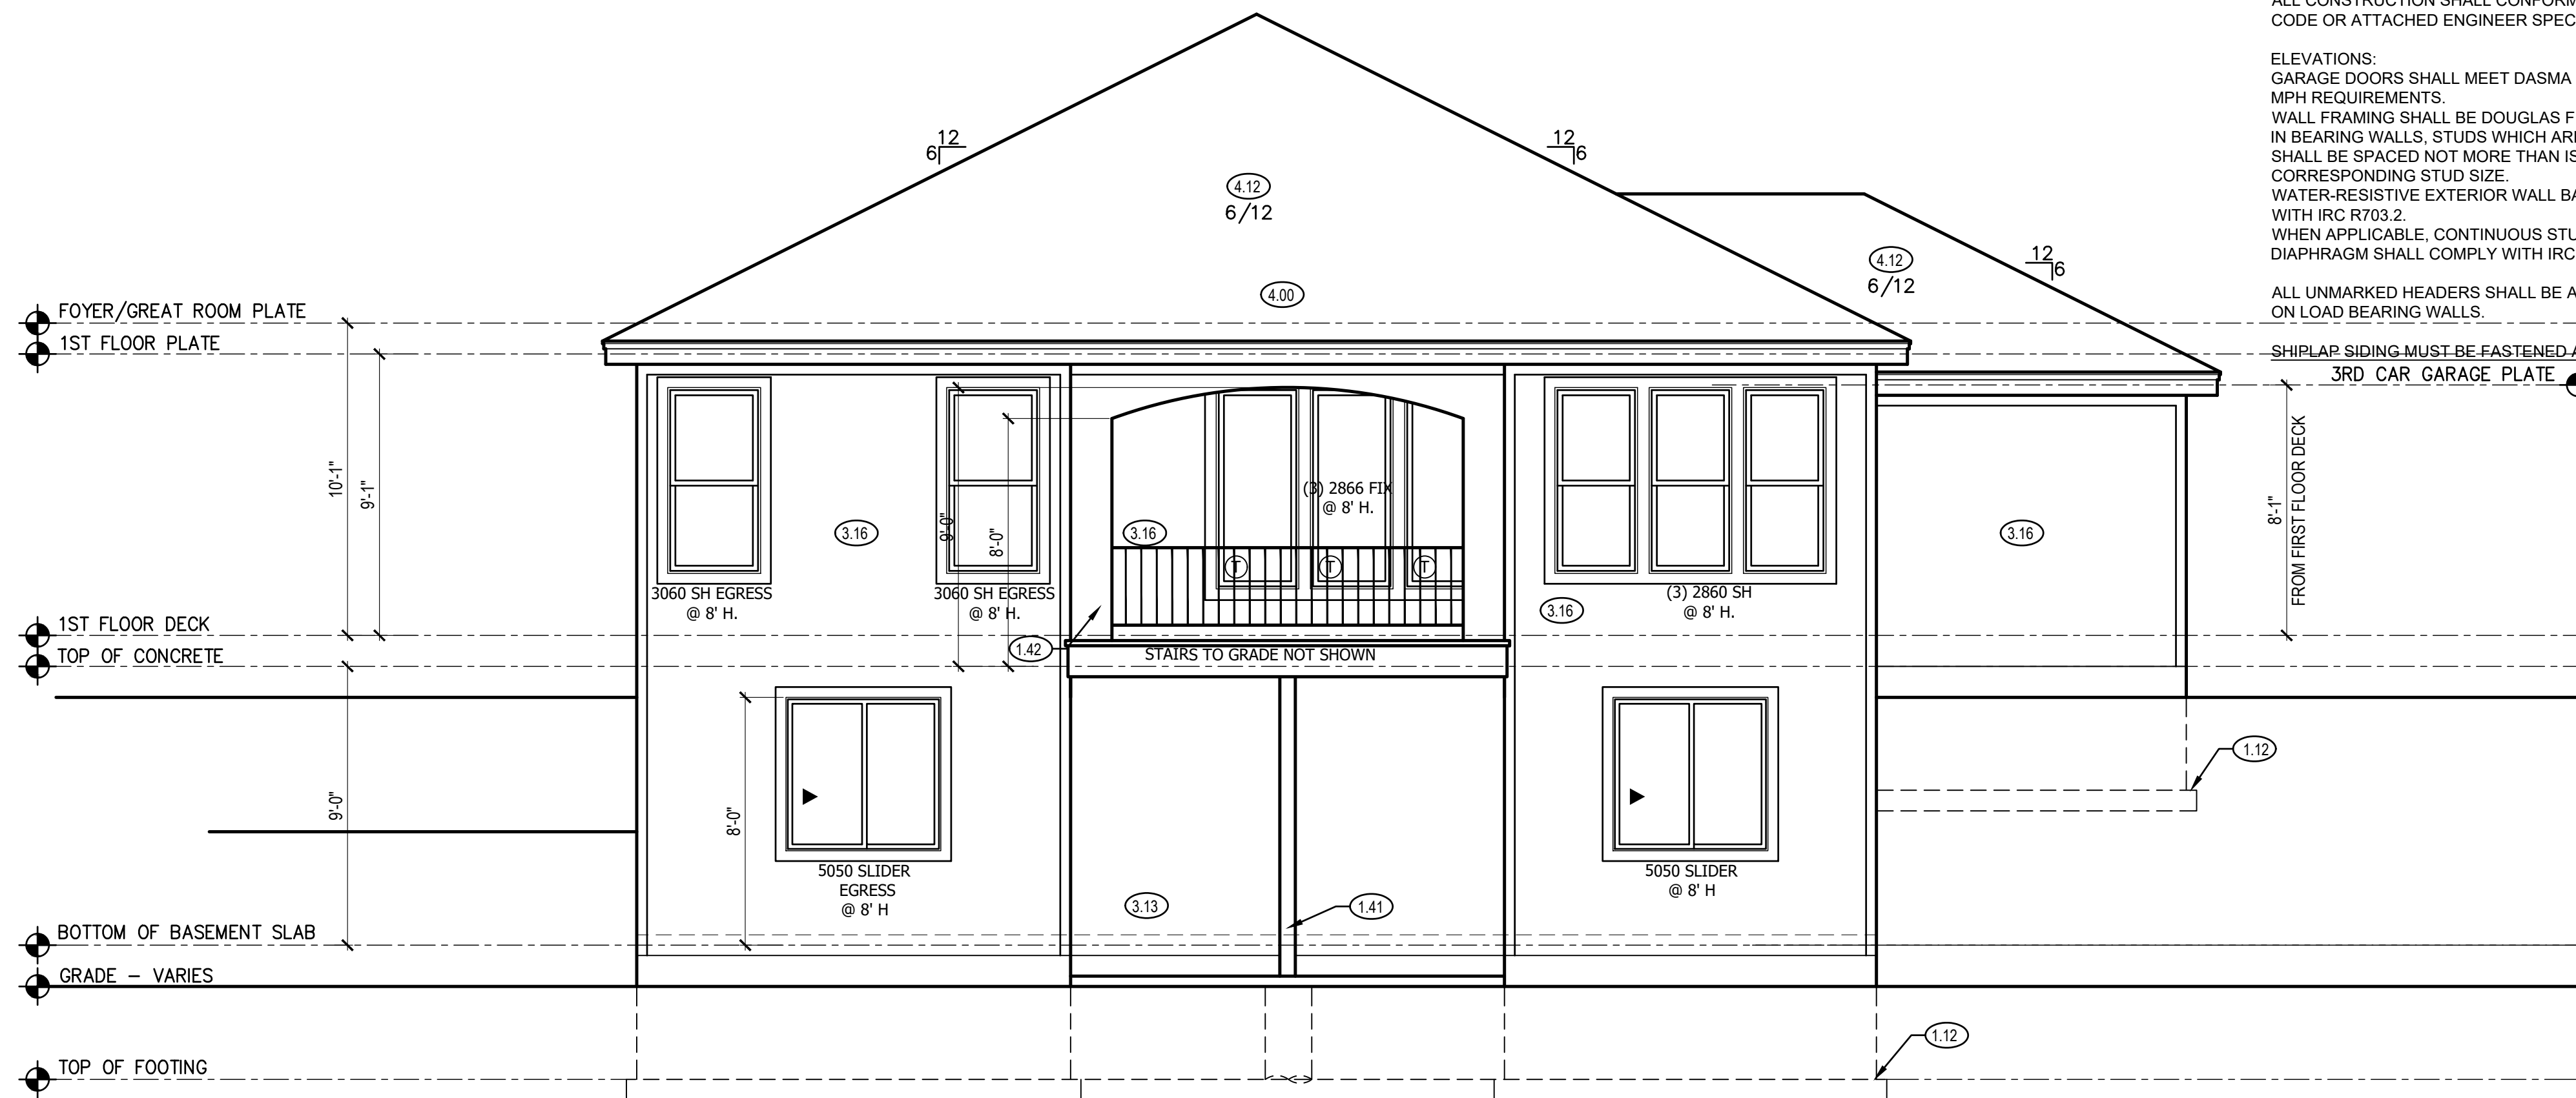 ALL CONSTRUCTION SHALL CONFORM
CODE OR ATTACHED ENGINEER SPEC
ELEVATIONS:
GARAGE DOORS SHALL MEET DASMA
MPH REQUIREMENTS.
WALL FRAMING SHALL BE DOUGLAS F
IN BEARING WALLS, STUDS WHICH ARE
SHALL BE SPACED NOT MORE THAN IS
CORRESPONDING STUD SIZE.
WATER-RESISTIVE EXTERIOR WALL BA
WITH IRC R703.2.
WHEN APPLICABLE, CONTINUOUS STU
DIAPHRAGM SHALL COMPLY WITH IRC
ALL UNMARKED HEADERS SHALL BE A
ON LOAD BEARING WALLS.
SHIPLAP SIDING MUST BE FASTENED A
3RD CAR GARAGE PLATE
12
6
12
6
4.12
6/12
12
6
4.12
6/12
4.00
FOYER/GREAT ROOM PLATE
1ST FLOOR PLATE
10'-1"
9'-1"
9'-0"
8'-0"
(3) 2866 FIX
@ 8' H.
3.16
3.16
3.16
8'-1"
FROM FIRST FLOOR DECK
T
T
T
3060 SH EGRESS
@ 8' H.
3060 SH EGRESS
@ 8' H.
(3) 2860 SH
@ 8' H.
3.16
1ST FLOOR DECK
TOP OF CONCRETE
1.42
STAIRS TO GRADE NOT SHOWN
1.12
9'-0"
8'-0"
5050 SLIDER
EGRESS
@ 8' H
5050 SLIDER
@ 8' H
3.13
1.41
BOTTOM OF BASEMENT SLAB
GRADE - VARIES
1.12
TOP OF FOOTING